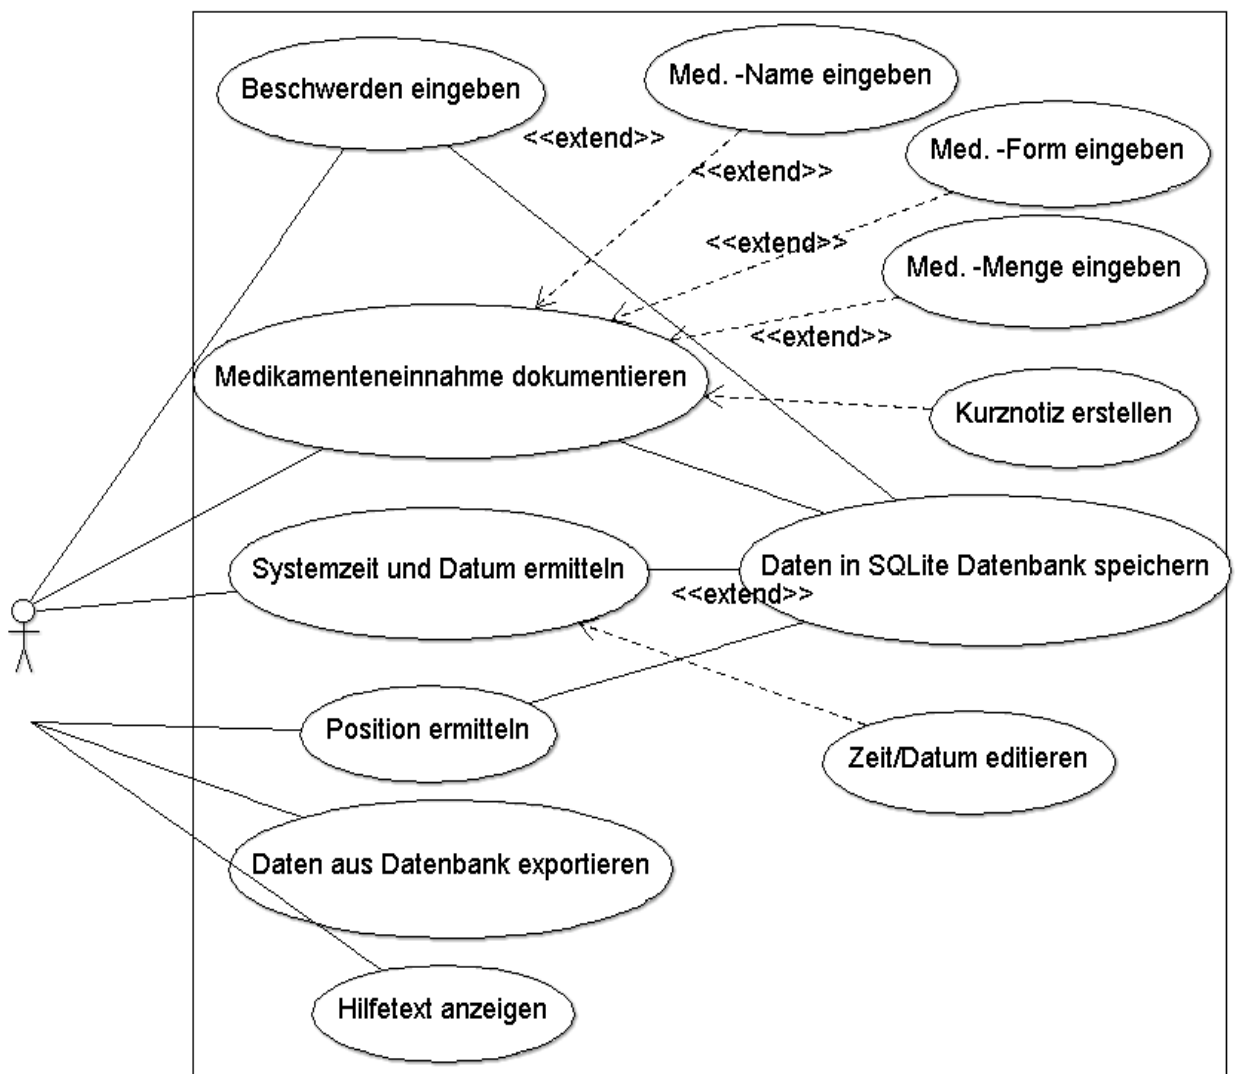 Med. -Name eingeben
Beschwerden eingeben
<<extend>>
Med. -Form eingeben
<<extend>>
<<extend>>
Med. -Menge eingeben
<<extend>>
Medikamenteneinnahme dokumentieren
Kurznotiz erstellen
Systemzeit und Datum ermitteln
Daten in SQLite Datenbank speichern
<<extend>>
Position ermitteln
Zeit/Datum editieren
Daten aus Datenbank exportieren
Hilfetext anzeigen